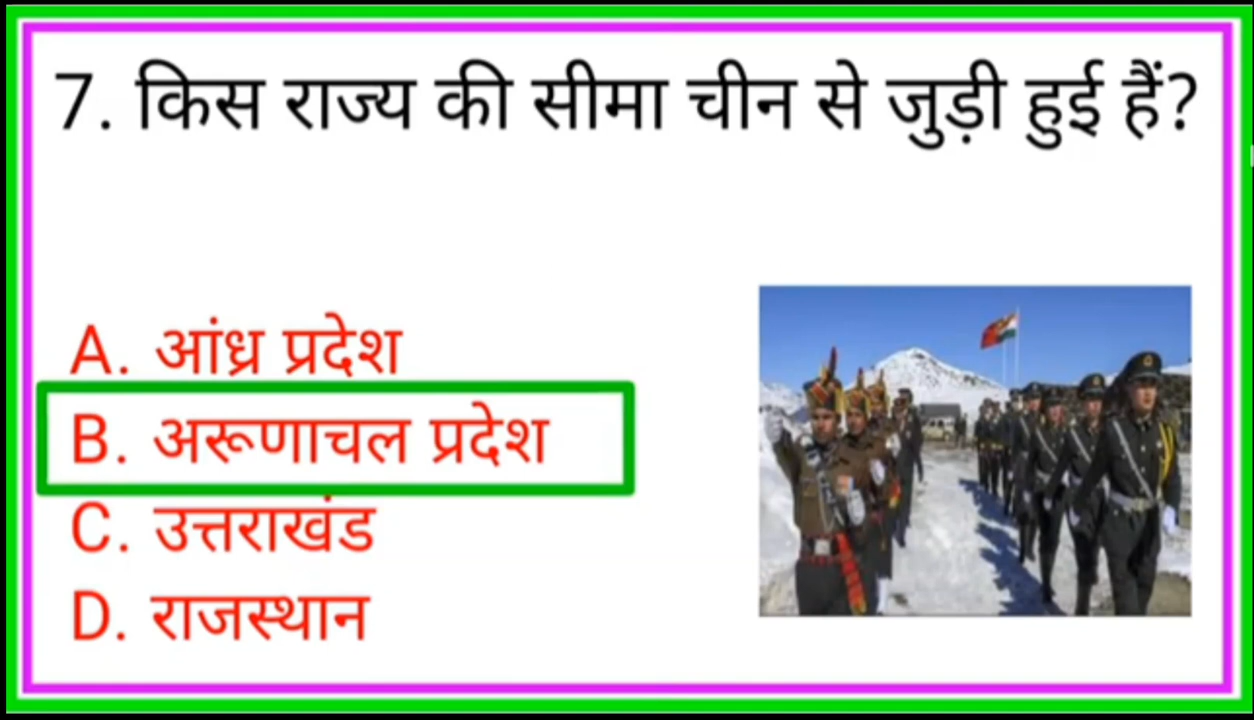 7. किस राज्य की सीमा चीन से जुड़ी हुई हैं?
A. आंध्र प्रदेश
B. अरूणाचल प्रदेश
C. उत्तराखंड
D. राजस्थान